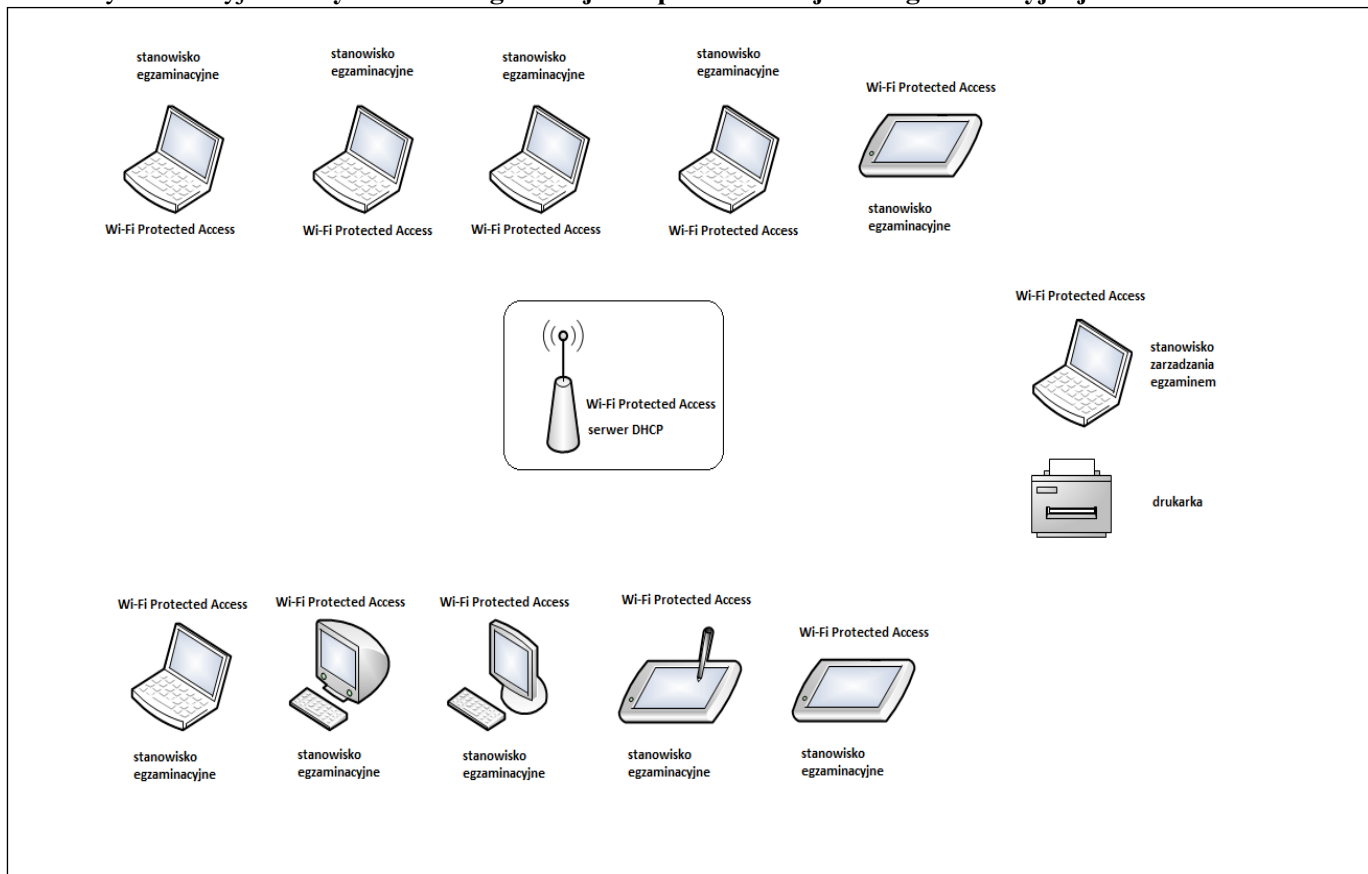 stanowisko
egzaminacyjne
stanowisko
egzaminacyjne
stanowisko
egzaminacyjne
stanowisko
egzaminacyjne
Wi-Fi Protected Access
Wi-Fi Protected Access
Wi-Fi Protected Access
Wi-Fi Protected Access
Wi-Fi Protected Access
stanowisko
egzaminacyjne
Wi-Fi Protected Access
stanowisko
zarzadzania
egzaminem
Wi-Fi Protected Access
serwer DHCP
drukarka
Wi-Fi Protected Access
Wi-Fi Protected Access
Wi-Fi Protected Access
Wi-Fi Protected Access
Wi-Fi Protected Access
stanowisko
egzaminacyjne
stanowisko
egzaminacyjne
stanowisko
egzaminacyjne
stanowisko
egzaminacyjne
stanowisko
egzaminacyjne